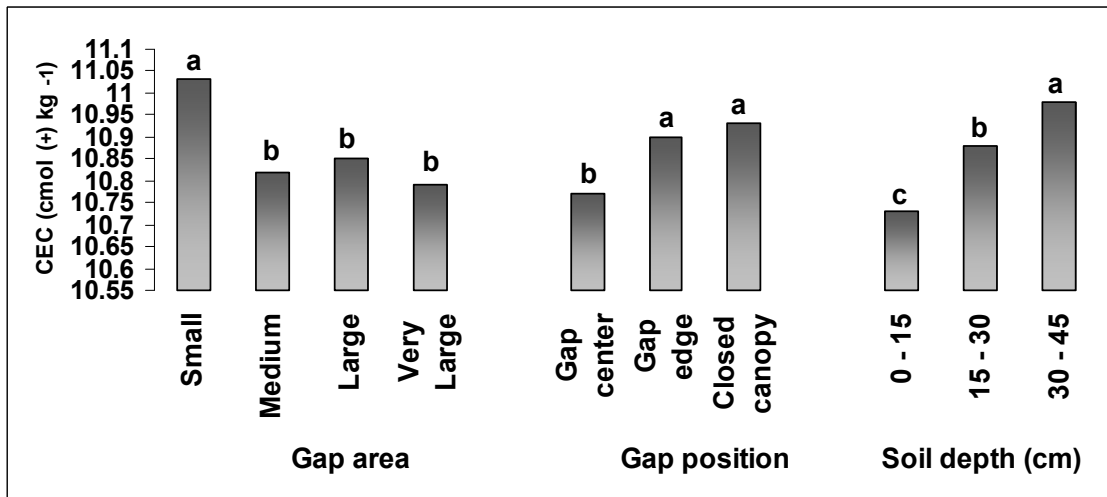 CEC (cmol (+) kg -1)
11.1
11.05
11
10.95
10.9
10.85
10.8
10.75
10.7
10.65
10.6
10.55
a
b
b
b
b
a
a
c
b
a
Small
Medium
Large
Very
Large
Gap
center
Gap
edge
Closed
canopy
0 - 15
15 - 30
30 - 45
Gap area
Gap position
Soil depth (cm)